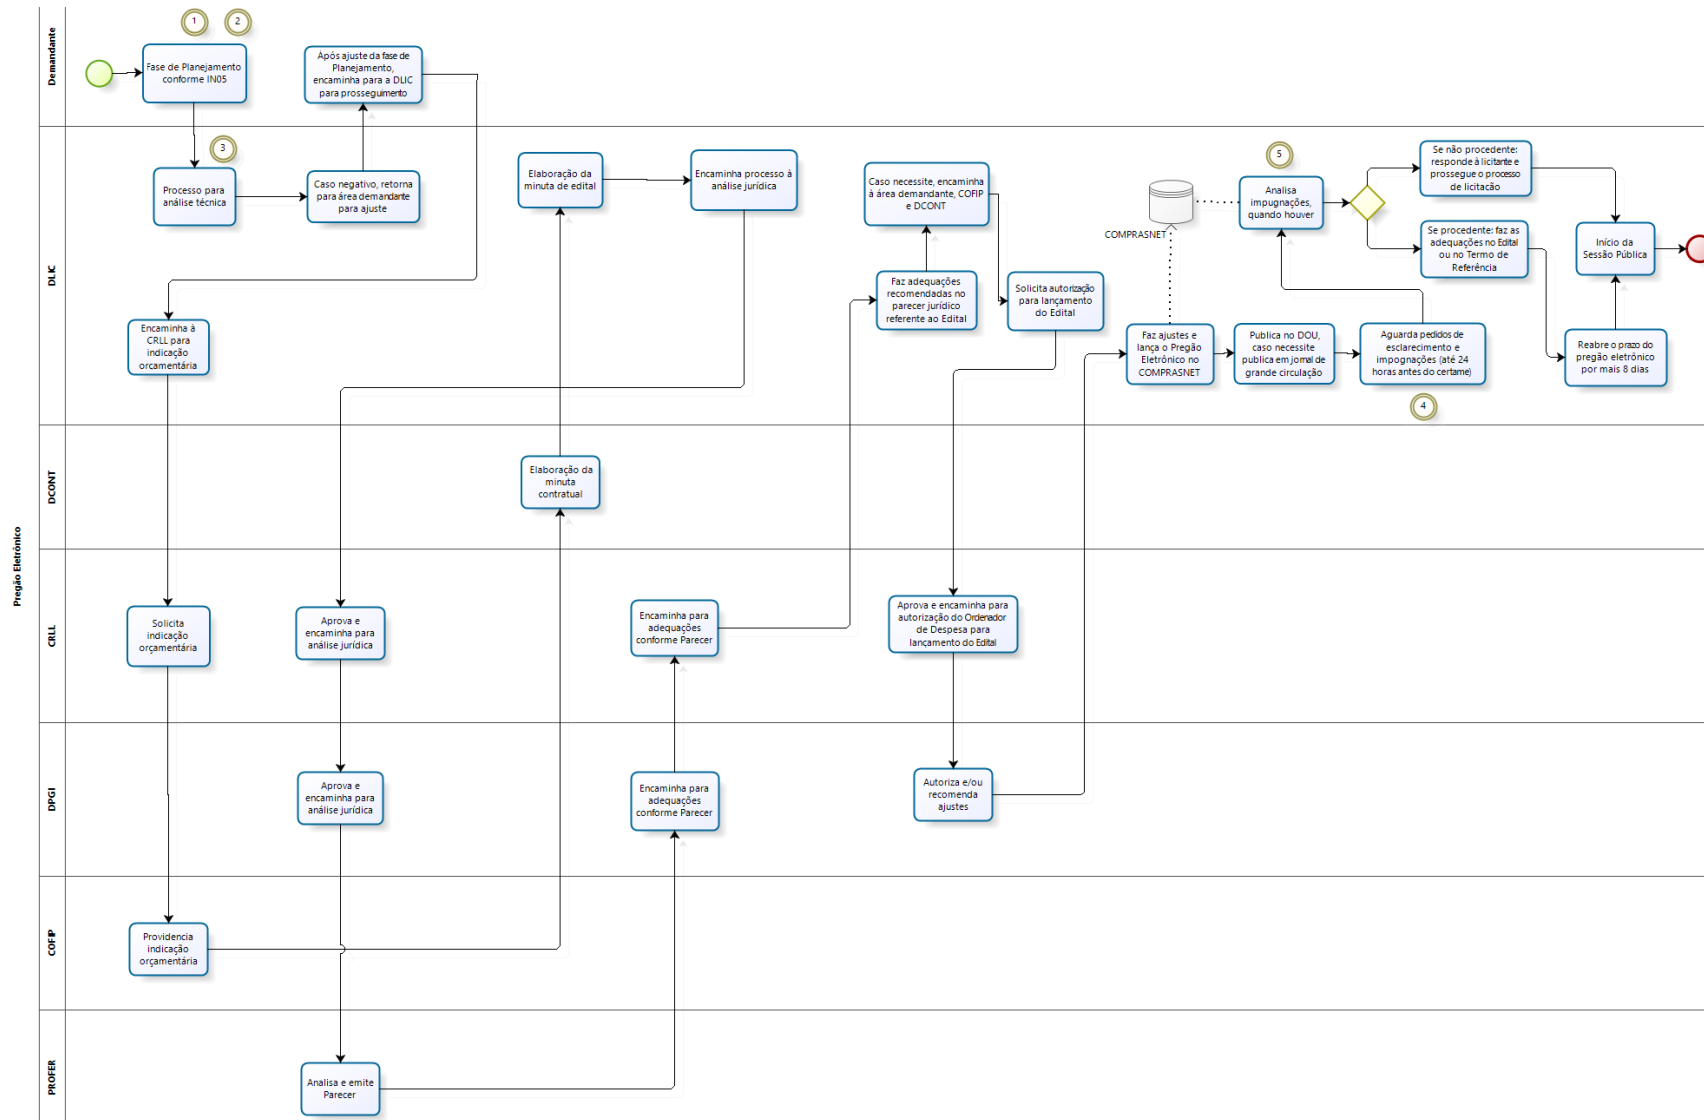 Pregão Eletrônico
Demandante
1
2
Fase de Planejamento
conforme IN05
Após ajuste da fase de
Planejamento,
encaminha para a DLIC
para prosseguimento
DLIC
3
Processo para
análise técnica
Caso negativo, retorna
para área demandante
para ajuste
Elaboração da
minuta de edital
Encaminha processo à
análise jurídica
Caso necessite, encaminha
à área demandante, COFIP
e DCONT
5
Analisa
impugnações,
quando houver
Se não procedente:
responde à licitante e
prossegue o processo
de licitacão
COMPRASNET
Se procedente: faz as
adequações no Edital
ou no Termo de
Referência
Início da
Sessão Pública
Encaminha à
CRLL para
indicação
orcamentária
Faz adequações
recomendadas no
parecer jurídico
referente ao Edital
Solicita autorização
para lançamento
do Edital
Faz ajustes e
lança o Pregão
Eletrônico no
COMPRASNET
Publica no DOU,
caso necessite
publica em jornal de
grande circulação
Aguarda pedidos de
esclarecimento e
impognações (até 24
horas antes do certame)
Reabre o prazo do
pregão eletrônico
por mais 8 dias
4
DCONT
Elaboração da
minuta
contratual
CRLL
Solicita
indicação
orçamentária
Aprova e
encaminha para
análise jurídica
Encaminha para
adequações
conforme Parecer
Aprova e encaminha para
autorização do Ordenador
de Despesa para
lançamento do Edital
DPGI
Aprova e
encaminha para
análise jurídica
Encaminha para
adequações
conforme Parecer
Autoriza e/ou
recomenda
ajustes
COFIP
Providencia
indicação
orçamentária
PROFER
Analisa e emite
Parecer